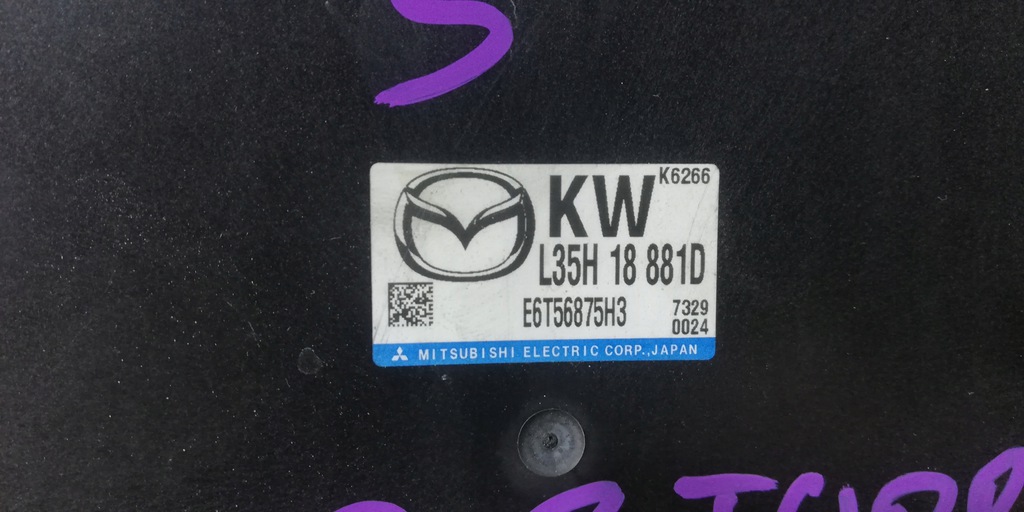 K6266
KW
L35H 18 881D
E6T56875H3
7329
0024
MITSUBISHI ELECTRIC CORP.,JAPAN